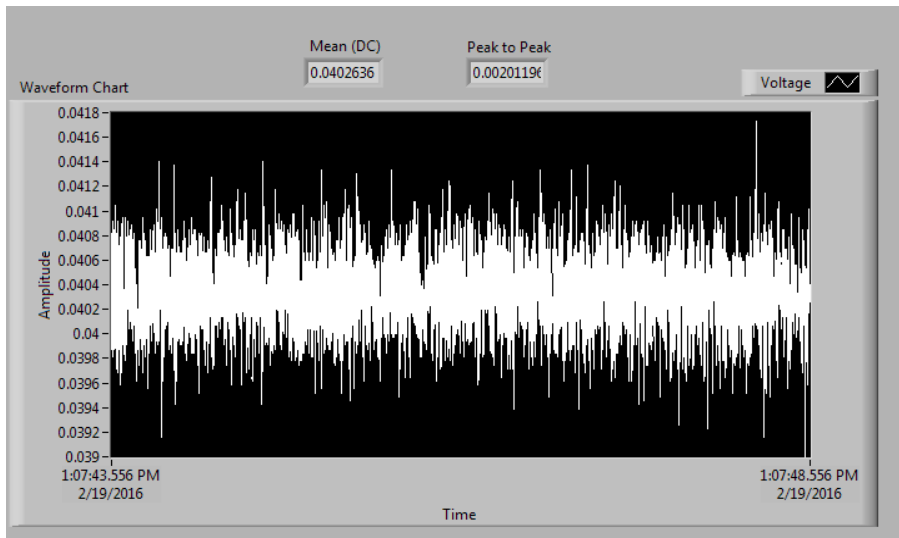 Mean (DC)
Peak to Peak
0.0402636
0.00201196
Waveform Chart
Voltage
0.0418
0.0416
0.0414
0.0412
0.041
0.0408
0.0406
0.0404
0.0402
0.04
0.0398
0.0396
0.0394
0.0392
0.039
Amplitude
1:07:43.556 PM
2/19/2016
1:07:48.556 PM
2/19/2016
Time